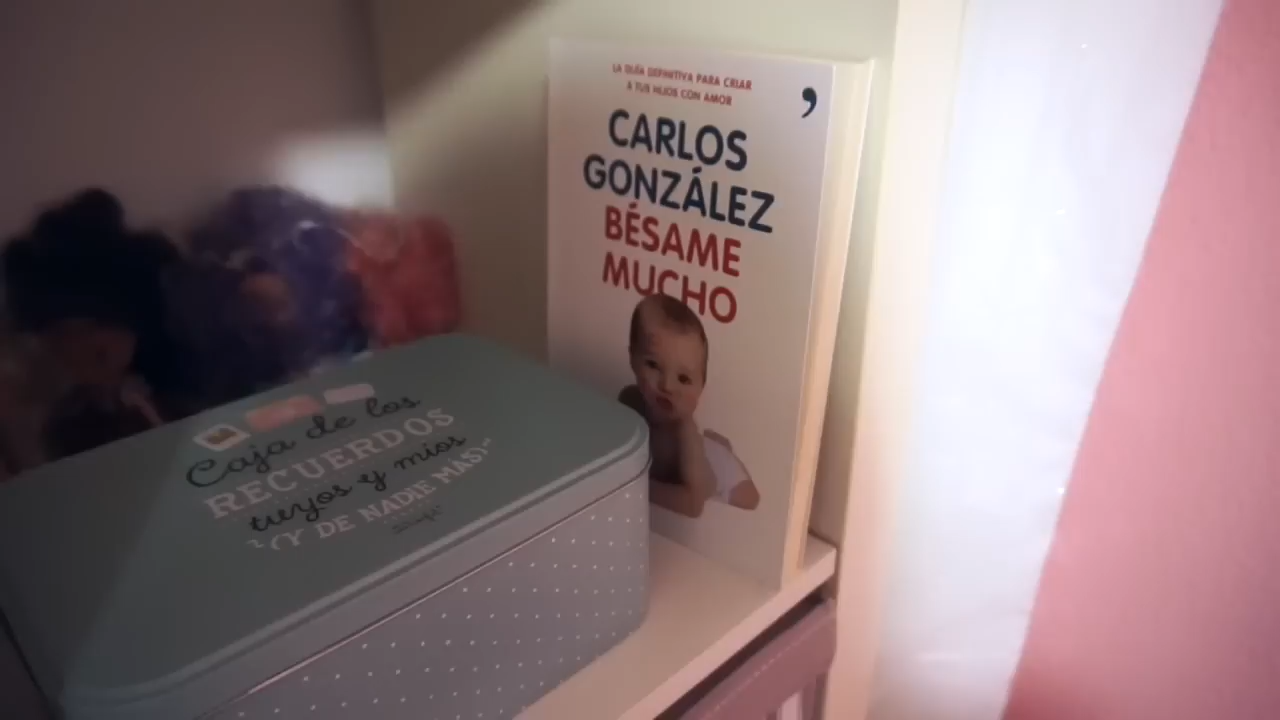 LA GUÍA DEFINITIVA PARA CRIAR
A TUS HIJOS CON AMOR
CARLOS
GONZÁLEZ
BÉSAME
MUCHO
Caja de los
RECUERDOS
tuyos y míos
(Y DE NADIE MÁS)